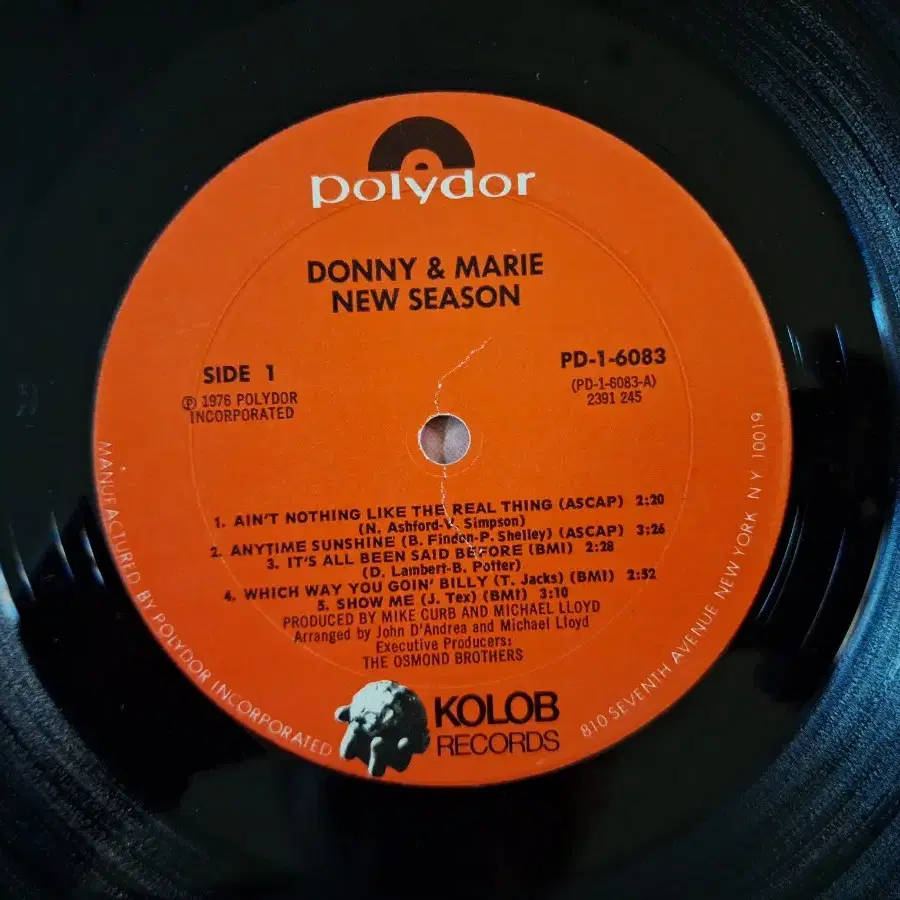 polydor
DONNY & MARIE
NEW SEASON
SIDE 1
℗ 1976 POLYDOR
INCORPORATED
PD-1-6083
(PD-1-6083-A)
2391 245
1. AIN'T NOTHING LIKE THE REAL THING (ASCAP) 2:20
(N. Ashford-V. Simpson)
2. ANYTIME SUNSHINE (B. Findon-P. Shelley) (ASCAP) 3:26
3. IT'S ALL BEEN SAID BEFORE (BMI) 2:28
(D. Lambert-B. Potter)
4. WHICH WAY YOU GOIN' BILLY (T. Jacks) (BMI) 2:52
5. SHOW ME (J. Tex) (BMI) 3:10
PRODUCED BY MIKE CURB AND MICHAEL LLOYD
Arranged by John D'Andrea and Michael Lloyd
Executive Producers:
THE OSMOND BROTHERS
KOLOB
RECORDS
MANUFACTURED BY POLYDOR INCORPORATED
810 SEVENTH AVENUE NEW YORK N Y 10019